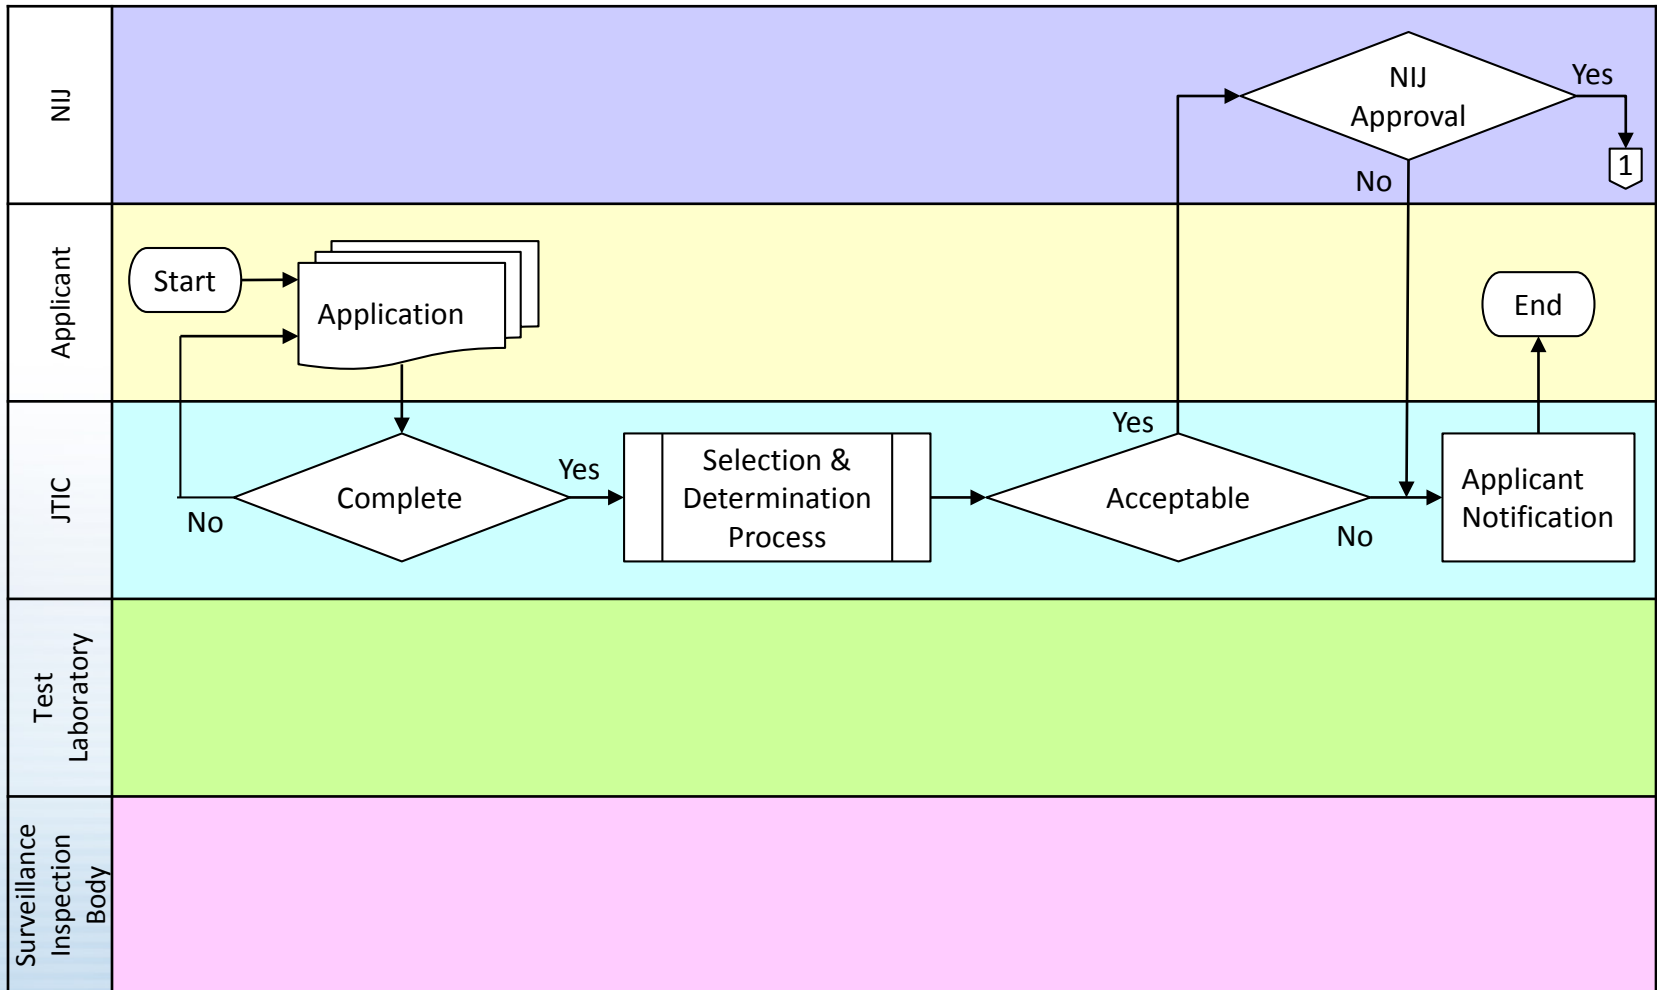 NIJ
NIJ
Approval
Yes
No
1
Applicant
Start
Application
End
JTIC
Complete
No
Yes
Selection &
Determination
Process
Acceptable
Yes
No
Applicant
Notification
Test
Laboratory
Surveillance
Inspection
Body